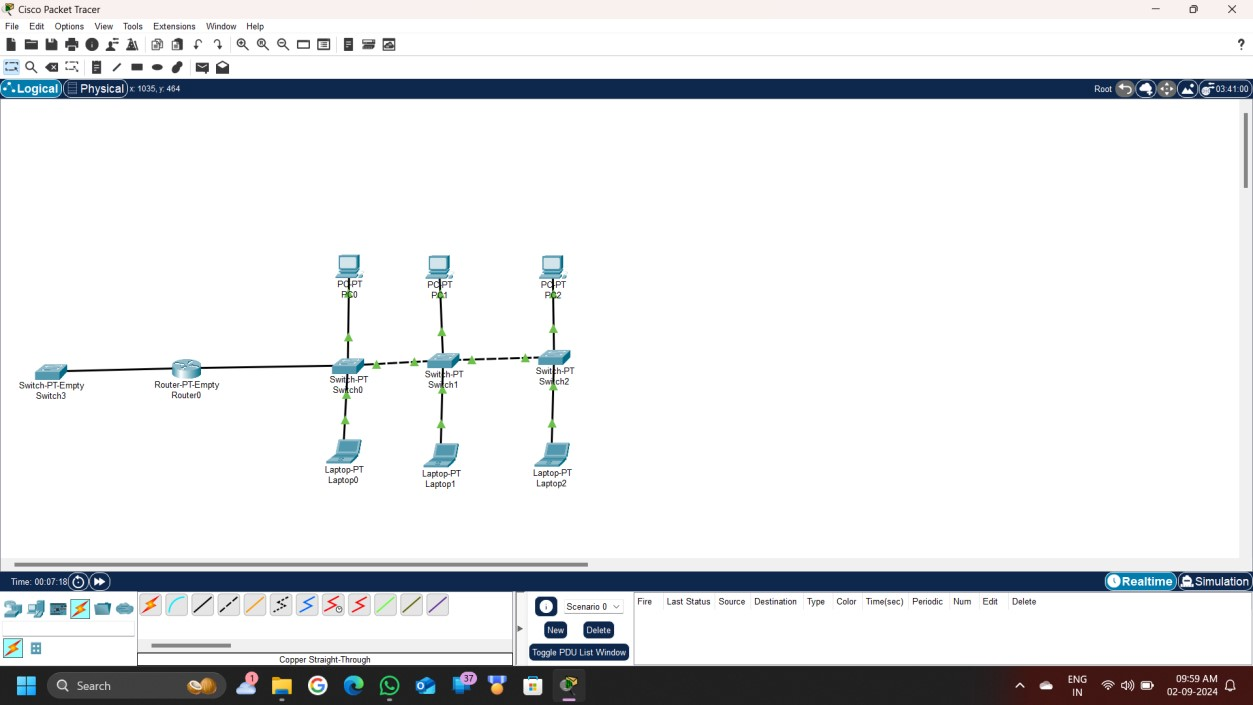 Cisco Packet Tracer
File Edit Options View Tools Extensions Window Help
?
Logical Physical x: 1035, y: 464 Root 03:41:00
PC-PT PC-PT PC-PT
PC0 PC1 PC2
Switch-PT-Empty Router-PT-Empty Switch-PT Switch-PT Switch-PT
Switch3 Router0 Switch0 Switch1 Switch2
Laptop-PT Laptop-PT Laptop-PT
Laptop0 Laptop1 Laptop2
Time: 00:07:18 Realtime Simulation
Scenario 0 Fire Last Status Source Destination Type Color Time(sec) Periodic Num Edit Delete
New Delete
Toggle PDU List Window
Copper Straight-Through
Search 1 37 ENG 09:59 AM
IN 02-09-2024